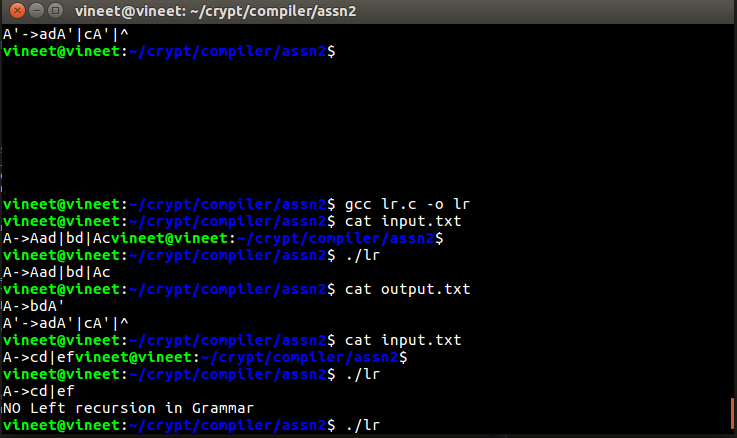 vineet@vineet: ~/crypt/compiler/assn2
A'->adA'|cA'|^
vineet@vineet:~/crypt/compiler/assn2$
vineet@vineet:~/crypt/compiler/assn2$ gcc lr.c -o lr
vineet@vineet:~/crypt/compiler/assn2$ cat input.txt
A->Aad|bd|Acvineet@vineet:~/crypt/compiler/assn2$
vineet@vineet:~/crypt/compiler/assn2$ ./lr
A->Aad|bd|Ac
vineet@vineet:~/crypt/compiler/assn2$ cat output.txt
A->bdA'
A'->adA'|cA'|^
vineet@vineet:~/crypt/compiler/assn2$ cat input.txt
A->cd|efvineet@vineet:~/crypt/compiler/assn2$
vineet@vineet:~/crypt/compiler/assn2$ ./lr
A->cd|ef
NO Left recursion in Grammar
vineet@vineet:~/crypt/compiler/assn2$ ./lr